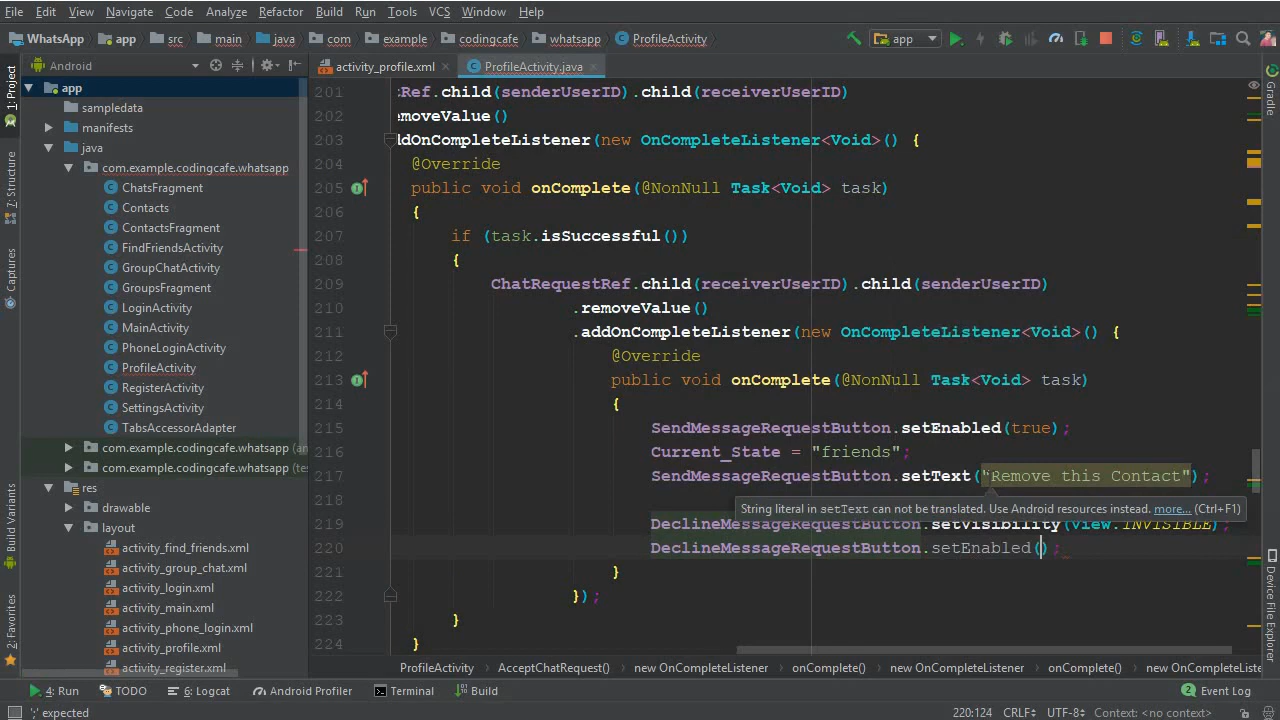 File Edit View Navigate Code Analyze Refactor Build Run Tools VCS Window Help
WhatsApp app src main java com example codingcafe whatsapp ProfileActivity app
Android activity_profile.xml ProfileActivity.java
1: Project
7: Structure
Captures
Build Variants
2: Favorites
app
sampledata
manifests
java
com.example.codingcafe.whatsapp
ChatsFragment
Contacts
ContactsFragment
FindFriendsActivity
GroupChatActivity
GroupsFragment
LoginActivity
MainActivity
PhoneLoginActivity
ProfileActivity
RegisterActivity
SettingsActivity
TabsAccessorAdapter
com.example.codingcafe.whatsapp (an
com.example.codingcafe.whatsapp (te
res
drawable
layout
activity_find_friends.xml
activity_group_chat.xml
activity_login.xml
activity_main.xml
activity_phone_login.xml
activity_profile.xml
activity_register.xml
201 Ref.child(senderUserID).child(receiverUserID)
202 emoveValue()
203 ddOnCompleteListener(new OnCompleteListener<Void>() {
204 @Override
205 public void onComplete(@NonNull Task<Void> task)
206 {
207 if (task.isSuccessful())
208 {
209 ChatRequestRef.child(receiverUserID).child(senderUserID)
210 .removeValue()
211 .addOnCompleteListener(new OnCompleteListener<Void>() {
212 @Override
213 public void onComplete(@NonNull Task<Void> task)
214 {
215 SendMessageRequestButton.setEnabled(true);
216 Current_State = "friends";
217 SendMessageRequestButton.setText("Remove this Contact");
218
String literal in setText can not be translated. Use Android resources instead. more... (Ctrl+F1)
219 DeclineMessageRequestButton.setVisibility(View.INVISIBLE);
220 DeclineMessageRequestButton.setEnabled();
221 }
222 });
223 }
224 }
Gradle
Device File Explorer
ProfileActivity AcceptChatRequest() new OnCompleteListener onComplete() new OnCompleteListener onComplete() new OnCompleteListe
4: Run TODO 6: Logcat Android Profiler Terminal Build 2 Event Log
';' expected 220:124 CRLF÷ UTF-8÷ Context: <no context>